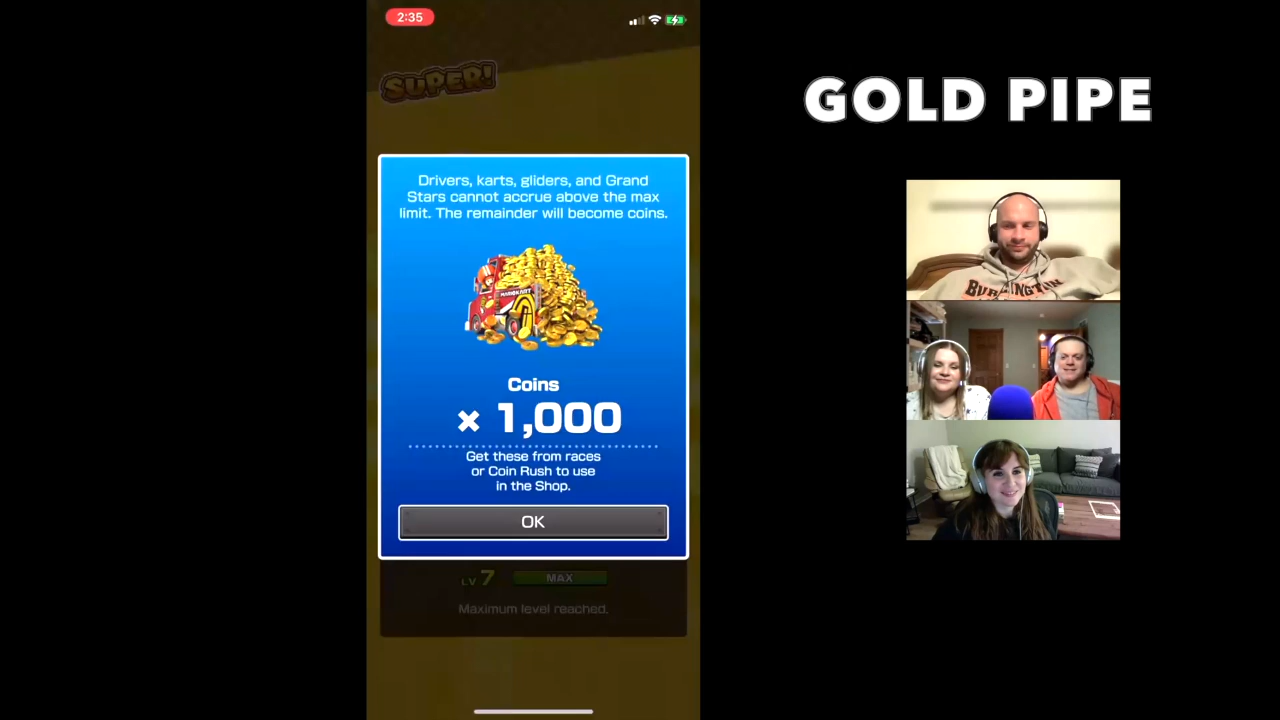 2:35
SUPER!
GOLD PIPE
Drivers, karts, gliders, and Grand
Stars cannot accrue above the max
limit. The remainder will become coins.
MARIOKART
Coins
× 1,000
Get these from races
or Coin Rush to use
in the Shop.
OK
LV 7 MAX
Maximum level reached.